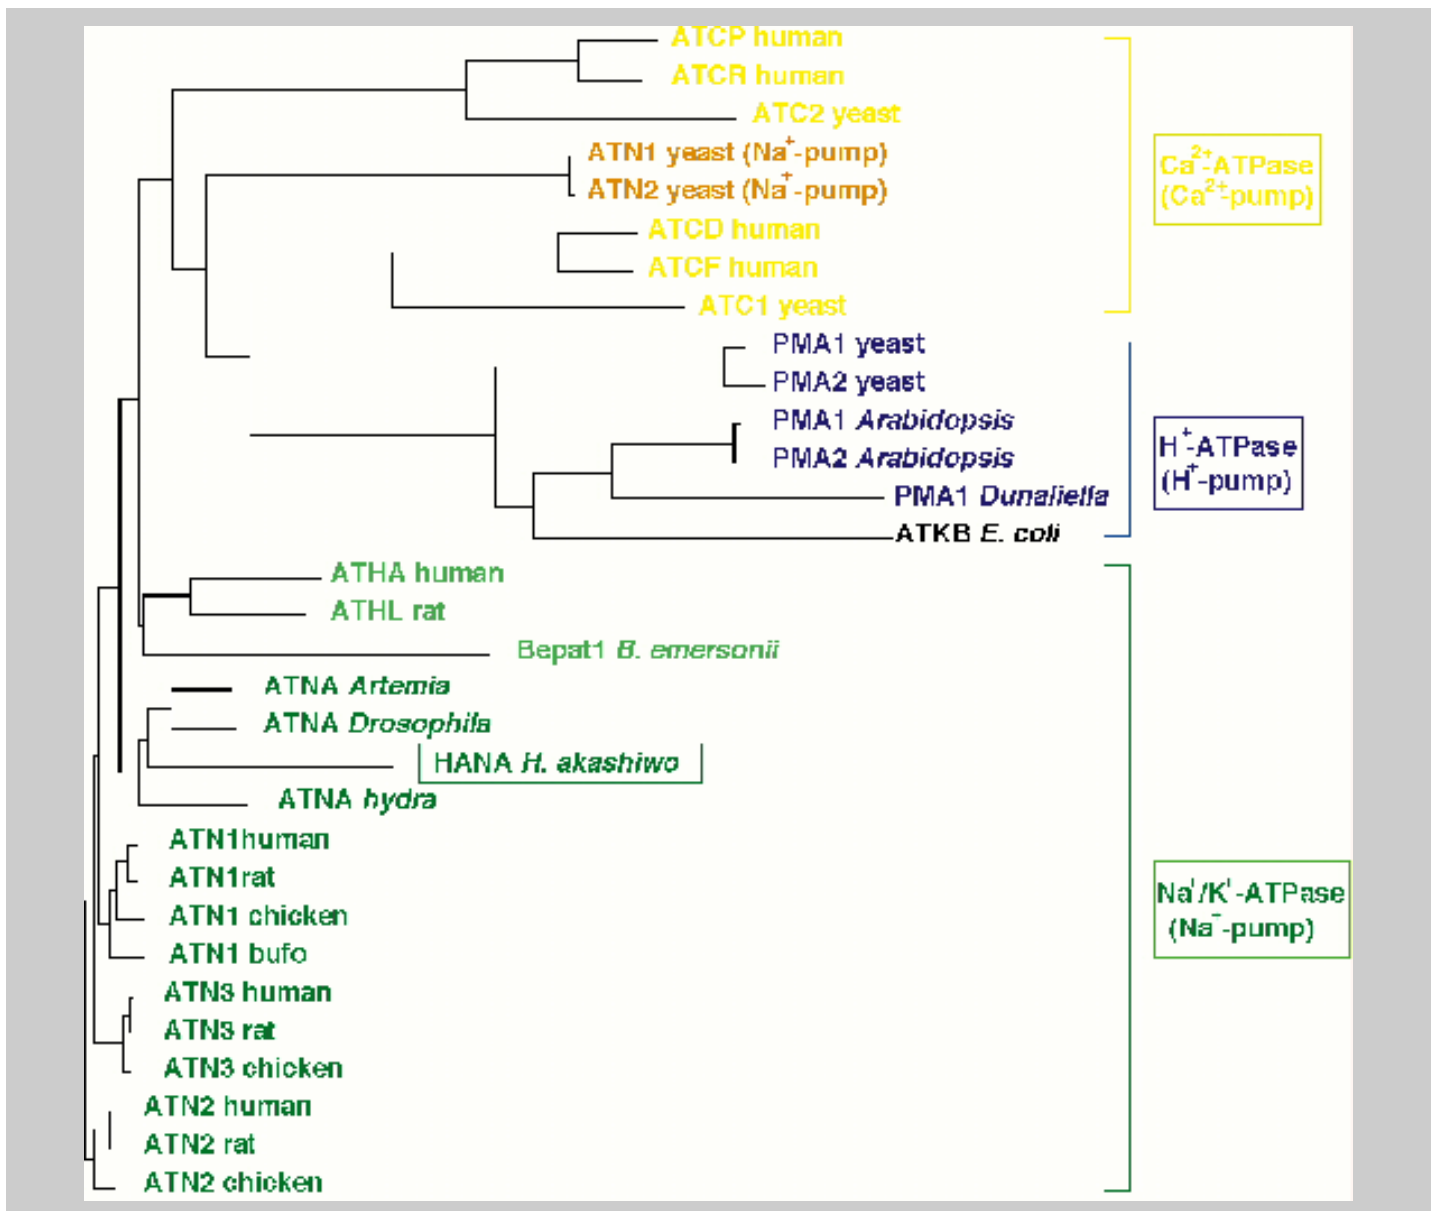 ATCP human
ATCR human
ATC2 yeast
ATN1 yeast (Na+-pump)
ATN2 yeast (Na+-pump)
ATCD human
ATCF human
ATC1 yeast
Ca2+-ATPase
(Ca2+-pump)
PMA1 yeast
PMA2 yeast
PMA1 Arabidopsis
PMA2 Arabidopsis
PMA1 Dunaliella
ATKB E. coli
H+-ATPase
(H+-pump)
ATHA human
ATHL rat
Bepat1 B. emersonii
ATNA Artemia
ATNA Drosophila
HANA H. akashiwo
ATNA hydra
ATN1human
ATN1rat
ATN1 chicken
ATN1 bufo
ATN3 human
ATN3 rat
ATN3 chicken
ATN2 human
ATN2 rat
ATN2 chicken
Na+/K+-ATPase
(Na+-pump)